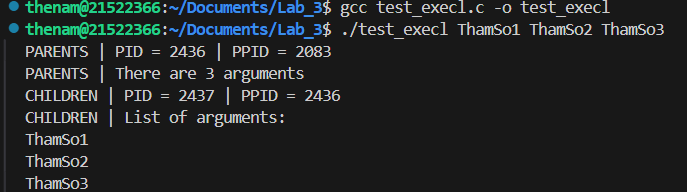 thenam@21522366:~/Documents/Lab_3$ gcc test_execl.c -o test_execl
thenam@21522366:~/Documents/Lab_3$ ./test_execl ThamSo1 ThamSo2 ThamSo3
PARENTS | PID = 2436 | PPID = 2083
PARENTS | There are 3 arguments
CHILDREN | PID = 2437 | PPID = 2436
CHILDREN | List of arguments:
ThamSo1
ThamSo2
ThamSo3